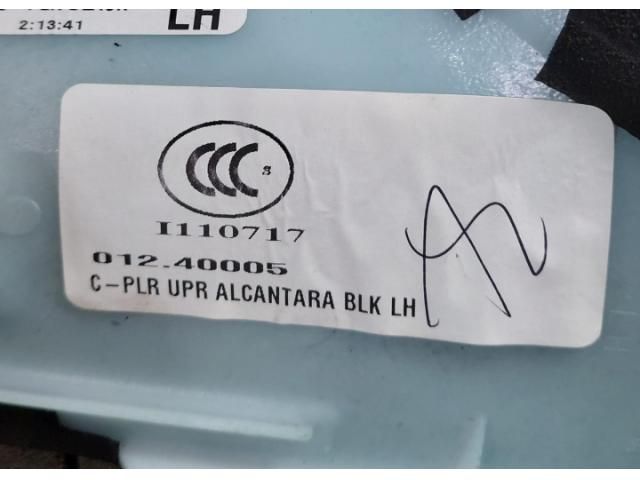 2:13:41
LH
CCC S
I110717
012.40005
C-PLR UPR ALCANTARA BLK LH